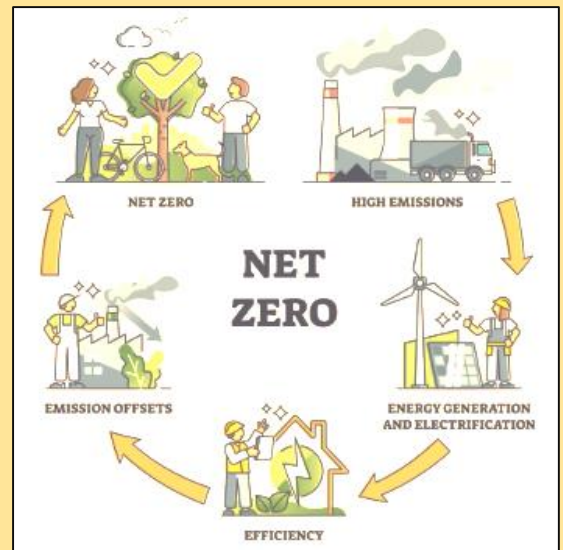 NET ZERO
HIGH EMISSIONS
NET
ZERO
EMISSION OFFSETS
ENERGY GENERATION
AND ELECTRIFICATION
EFFICIENCY